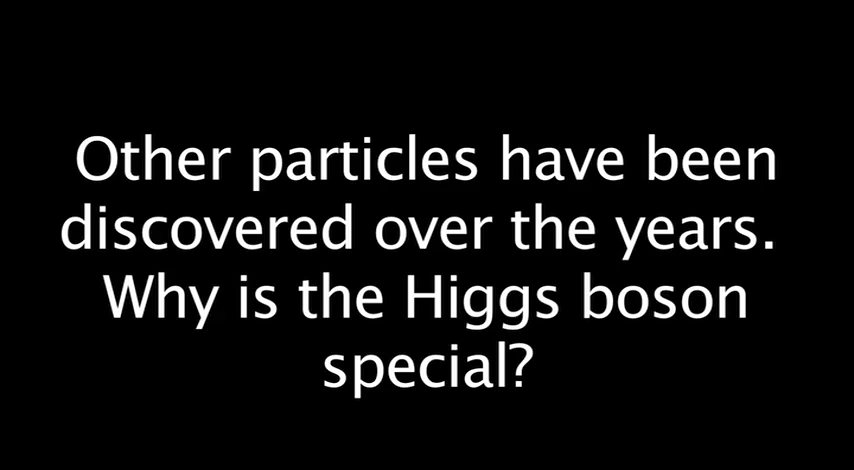 Other particles have been
discovered over the years.
Why is the Higgs boson
special?